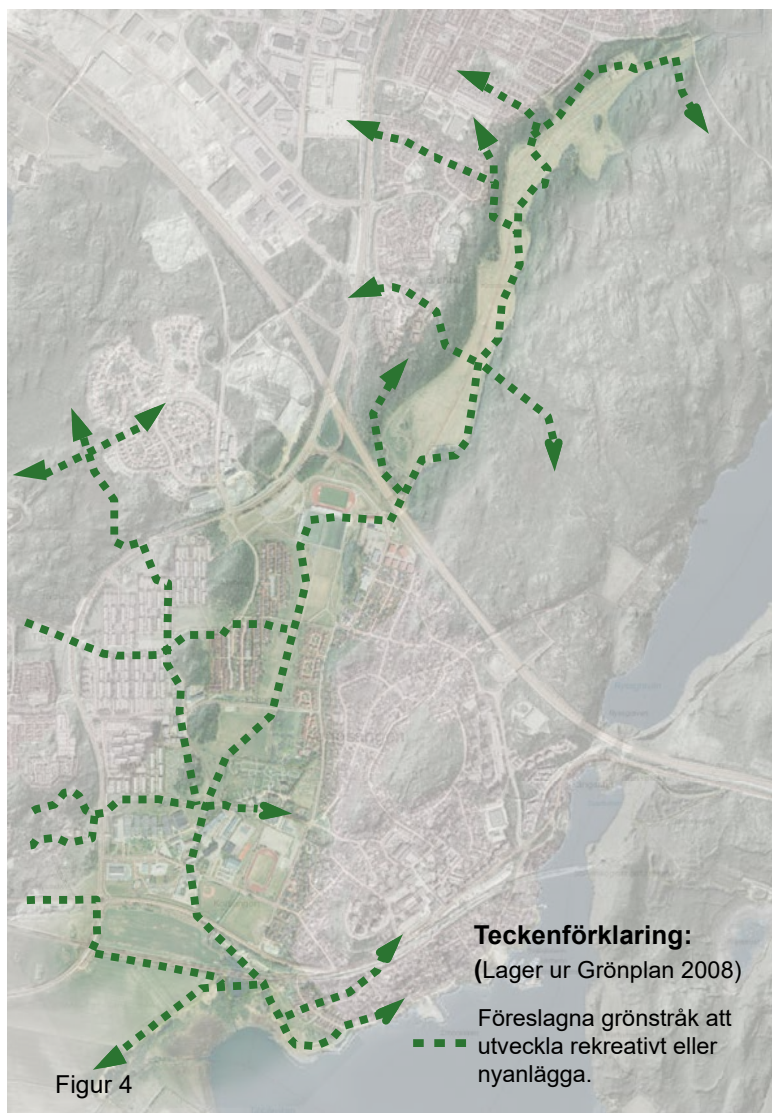 Teckenförklaring:
(Lager ur Grönplan 2008)
Föreslagna grönstråk att
utveckla rekreativt eller
nyanlägga.
Figur 4